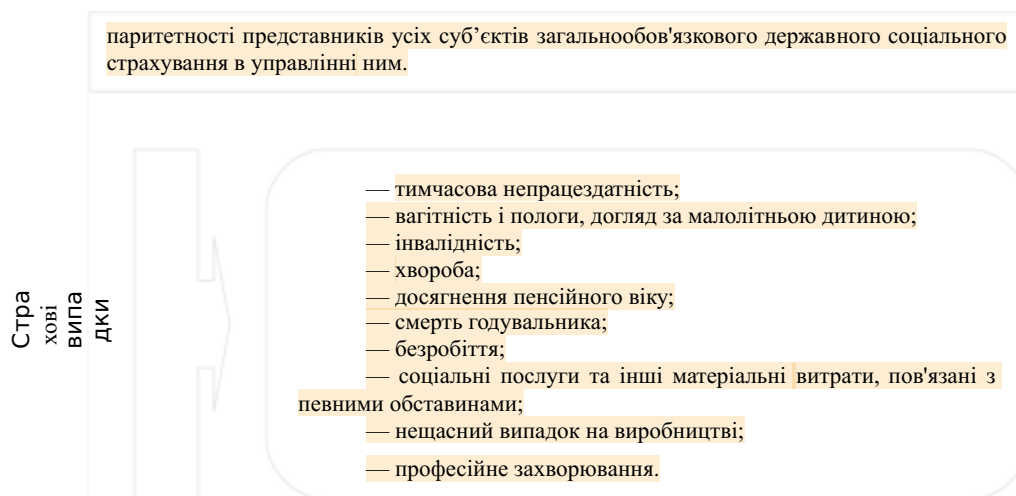 паритетності представників усіх суб’єктів загальнообов'язкового державного соціального
страхування в управлінні ним.
Стра
хові
випа
дки
— тимчасова непрацездатність;
— вагітність і пологи, догляд за малолітньою дитиною;
— інвалідність;
— хвороба;
— досягнення пенсійного віку;
— смерть годувальника;
— безробіття;
— соціальні послуги та інші матеріальні витрати, пов'язані з
певними обставинами;
— нещасний випадок на виробництві;
— професійне захворювання.